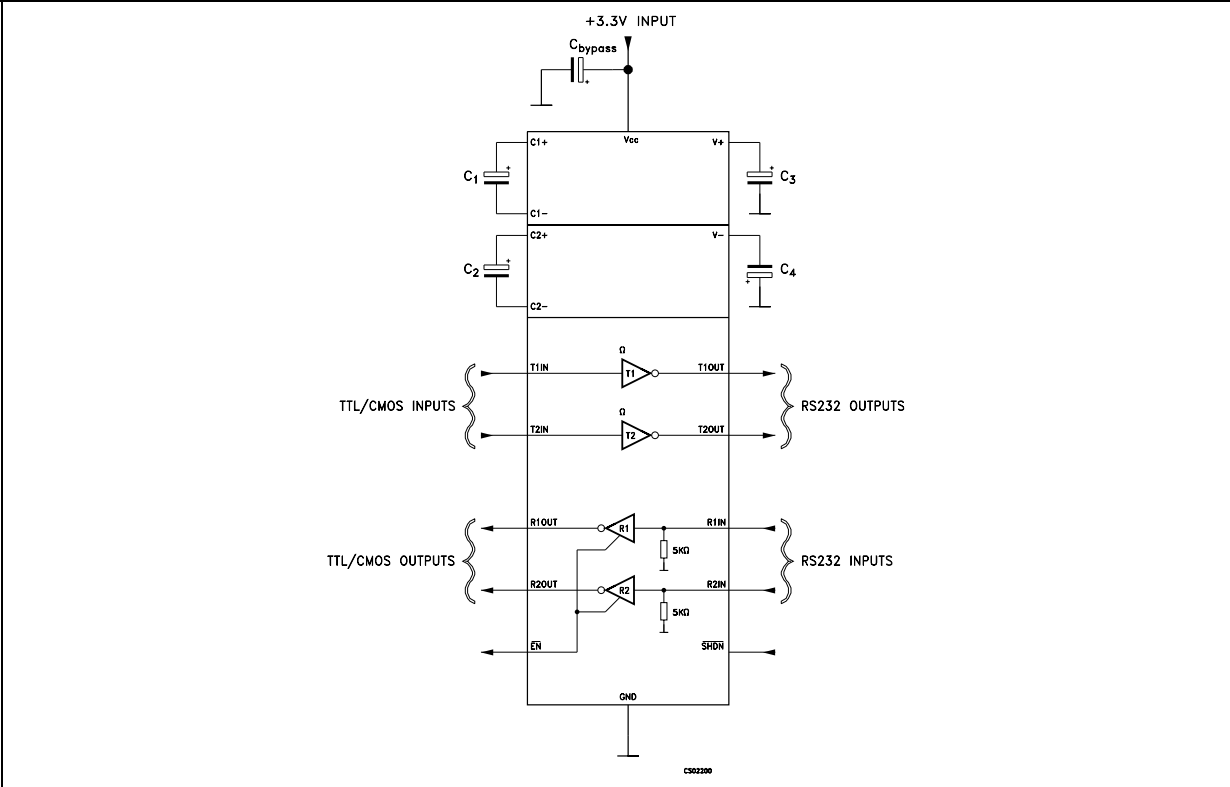 +3.3V INPUT
Cbypass
+
C1+
Vcc
V+
C1
+
+
C3
C1-
C2+
V-
C2
+
C4
+
C2-
Ω
T1IN
T1
T1OUT
TTL/CMOS INPUTS
RS232 OUTPUTS
Ω
T2IN
T2
T2OUT
R1OUT
R1
R1IN
5KΩ
TTL/CMOS OUTPUTS
RS232 INPUTS
R2OUT
R2
R2IN
5KΩ
E̅N̅
S̅H̅D̅N̅
GND
CS02200